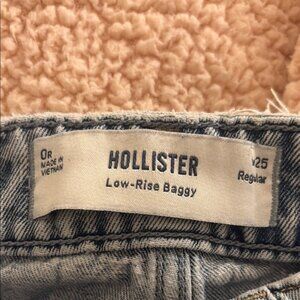 0R
MADE IN
VIETNAM
HOLLISTER
Low-Rise Baggy
W25
Regular